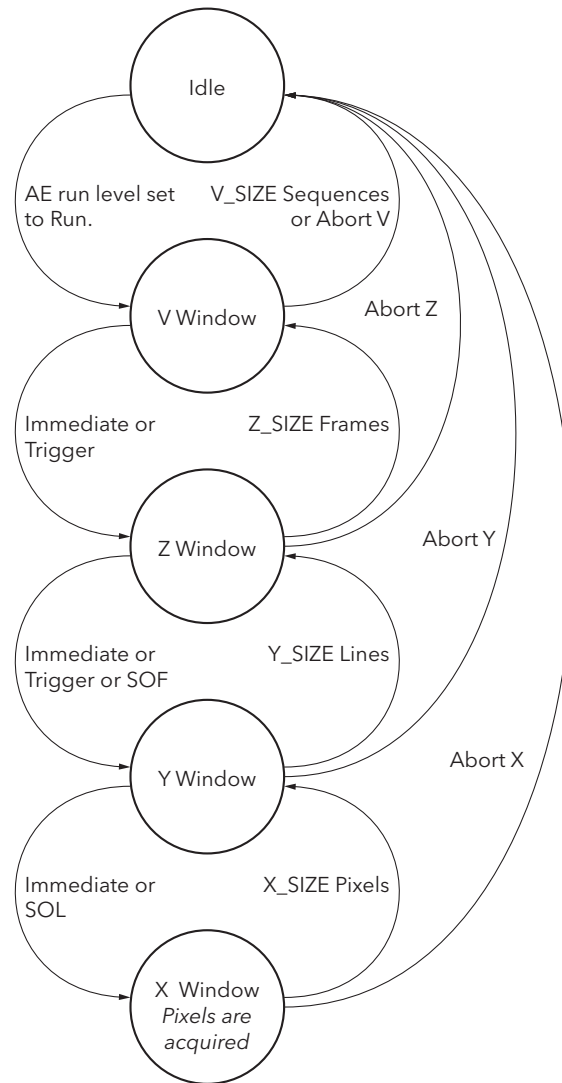 Idle
AE run level set
to Run.
V_SIZE Sequences
or Abort V
V Window
Abort Z
Immediate or
Trigger
Z_SIZE Frames
Z Window
Abort Y
Immediate or
Trigger or SOF
Y_SIZE Lines
Y Window
Abort X
Immediate or
SOL
X_SIZE Pixels
X Window
Pixels are
acquired